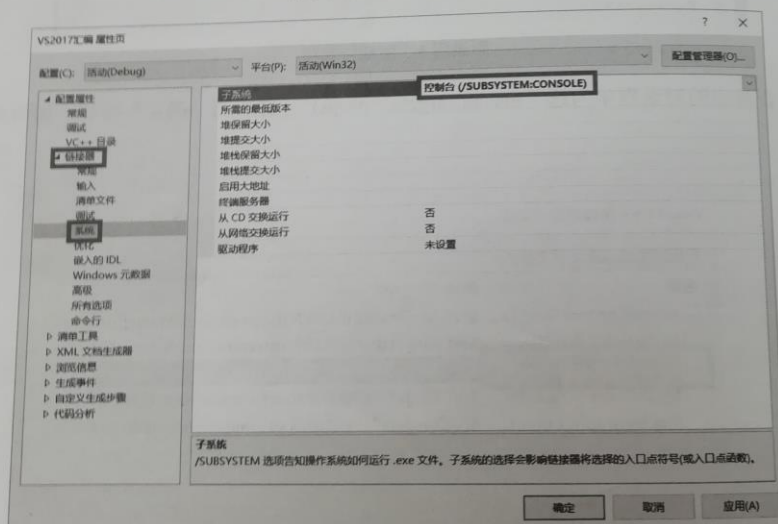 VS2017汇编 属性页
? ×
配置(C): 活动(Debug) 平台(P): 活动(Win32) 配置管理器(O)...
配置属性
常规
调试
VC++ 目录
链接器
常规
输入
清单文件
调试
系统
优化
嵌入的 IDL
Windows 元数据
高级
所有选项
命令行
清单工具
XML 文档生成器
浏览信息
生成事件
自定义生成步骤
代码分析
子系统 控制台 (/SUBSYSTEM:CONSOLE)
所需的最低版本
堆保留大小
堆提交大小
堆栈保留大小
堆栈提交大小
启用大地址
终端服务器
从 CD 交换运行 否
从网络交换运行 否
驱动程序 未设置
子系统
/SUBSYSTEM 选项告知操作系统如何运行 .exe 文件。子系统的选择会影响链接器将选择的入口点符号(或入口点函数)。
确定 取消 应用(A)